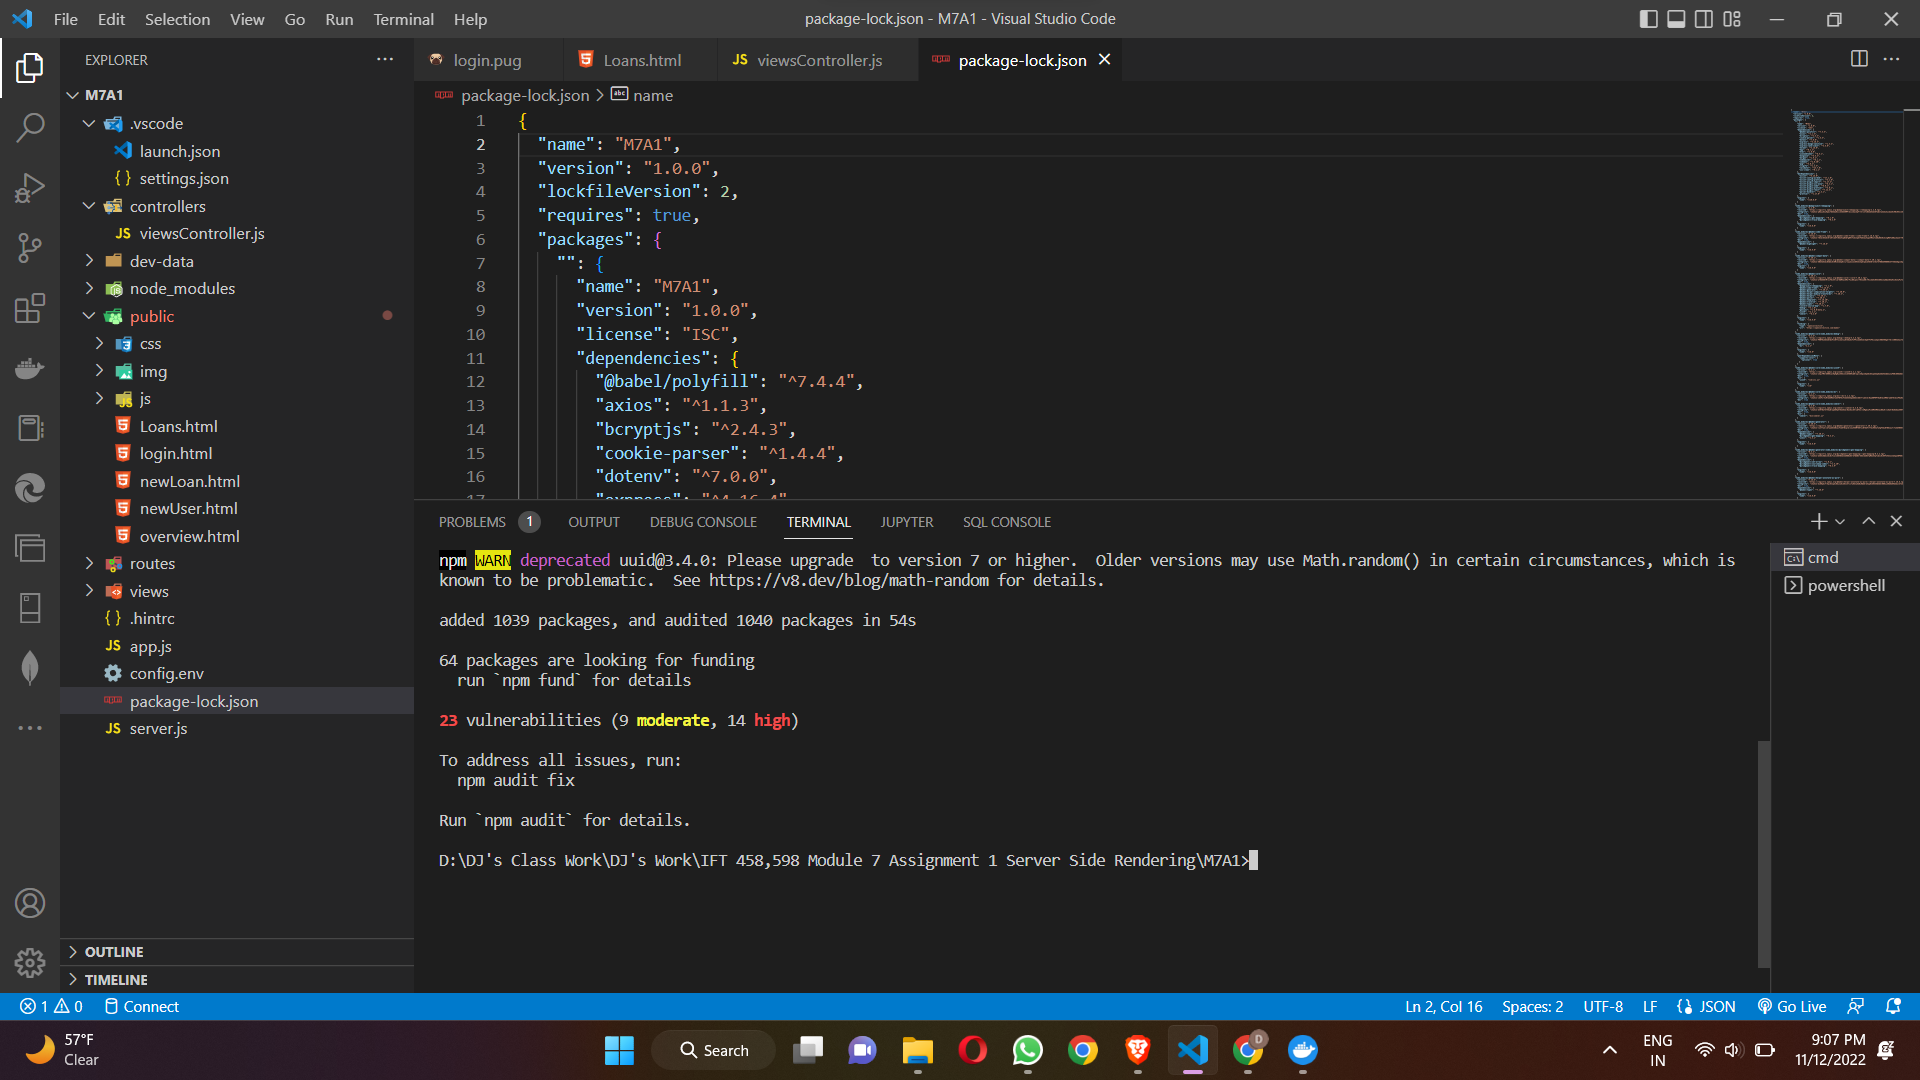 File Edit Selection View Go Run Terminal Help
package-lock.json - M7A1 - Visual Studio Code
EXPLORER
M7A1
.vscode
launch.json
settings.json
controllers
JS viewsController.js
dev-data
node_modules
public
css
img
js
Loans.html
login.html
newLoan.html
newUser.html
overview.html
routes
views
.hintrc
JS app.js
config.env
package-lock.json
JS server.js
OUTLINE
TIMELINE
login.pug
Loans.html
JS viewsController.js
package-lock.json
package-lock.json > abc name
1 {
2 "name": "M7A1",
3 "version": "1.0.0",
4 "lockfileVersion": 2,
5 "requires": true,
6 "packages": {
7 "": {
8 "name": "M7A1",
9 "version": "1.0.0",
10 "license": "ISC",
11 "dependencies": {
12 "@babel/polyfill": "^7.4.4",
13 "axios": "^1.1.3",
14 "bcryptjs": "^2.4.3",
15 "cookie-parser": "^1.4.4",
16 "dotenv": "^7.0.0",
17 "express": "^4.16.4"
PROBLEMS 1 OUTPUT DEBUG CONSOLE TERMINAL JUPYTER SQL CONSOLE
npm WARN deprecated uuid@3.4.0: Please upgrade  to version 7 or higher.  Older versions may use Math.random() in certain circumstances, which is
known to be problematic.  See https://v8.dev/blog/math-random for details.
added 1039 packages, and audited 1040 packages in 54s
64 packages are looking for funding
run `npm fund` for details
23 vulnerabilities (9 moderate, 14 high)
To address all issues, run:
npm audit fix
Run `npm audit` for details.
D:\DJ's Class Work\DJ's Work\IFT 458,598 Module 7 Assignment 1 Server Side Rendering\M7A1>
cmd
powershell
1 0 Connect
Ln 2, Col 16 Spaces: 2 UTF-8 LF {} JSON Go Live
57°F
Clear
Search
D
ENG
IN
9:07 PM
11/12/2022